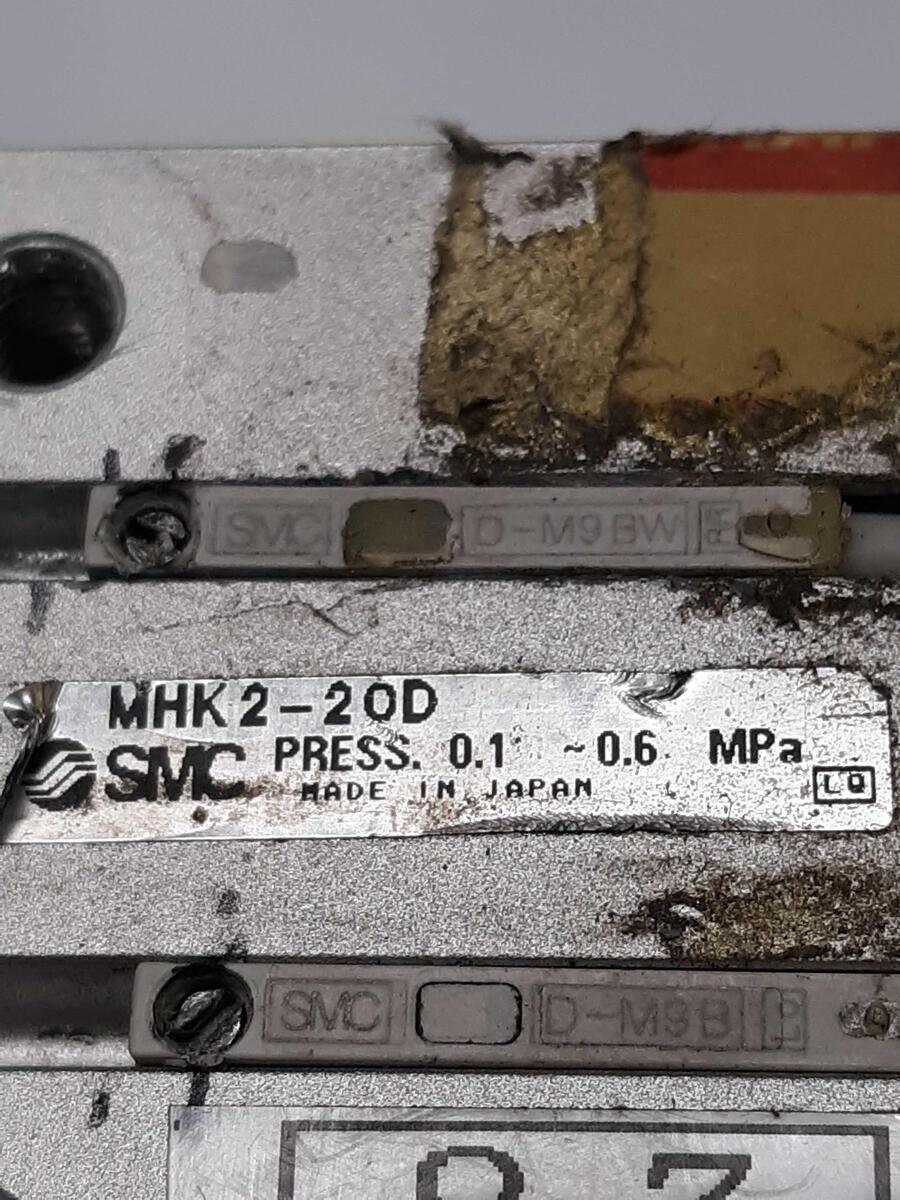 SMC D-M9BW
MHK2-20D
SMC PRESS. 0.1 ~0.6 MPa
MADE IN JAPAN
LQ
SMC D-M9B